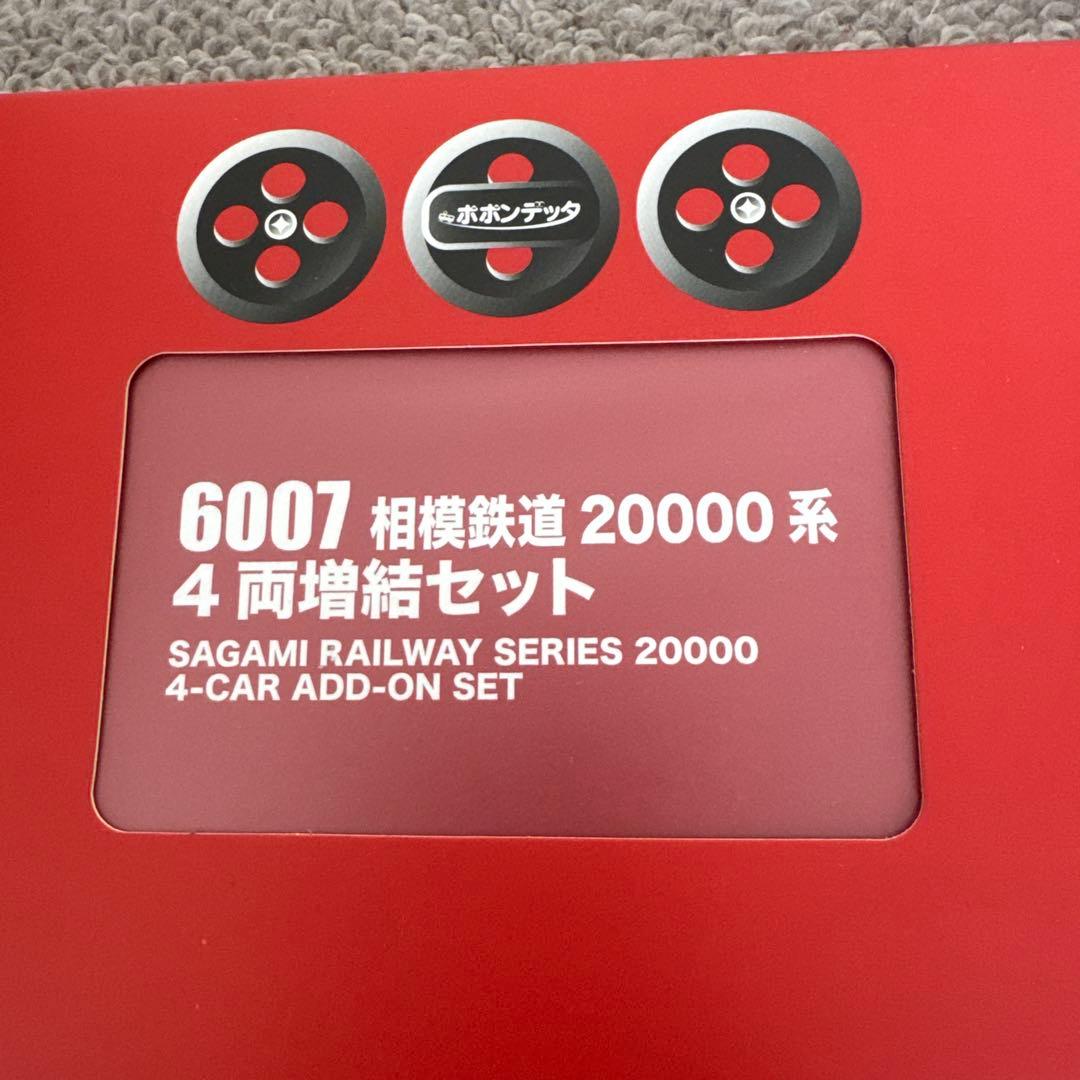 ポポンデッタ
6007 相模鉄道 20000 系
4 両増結セット
SAGAMI RAILWAY SERIES 20000
4-CAR ADD-ON SET